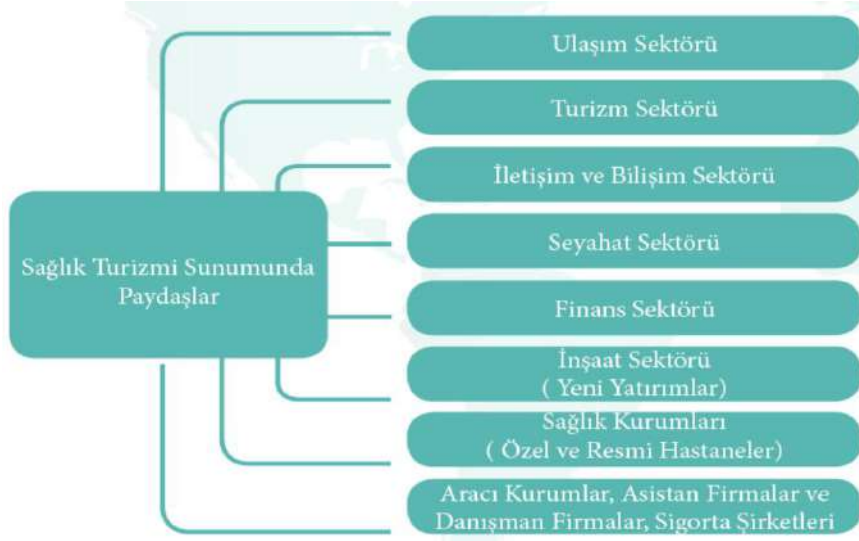 Ulaşım Sektörü
Turizm Sektörü
İletişim ve Bilişim Sektörü
Sağlık Turizmi Sunumunda
Paydaşlar
Seyahat Sektörü
Finans Sektörü
İnşaat Sektörü
( Yeni Yatırımlar)
Sağlık Kurumları
( Özel ve Resmi Hastaneler)
Aracı Kurumlar, Asistan Firmalar ve
Danışman Firmalar, Sigorta Şirketleri